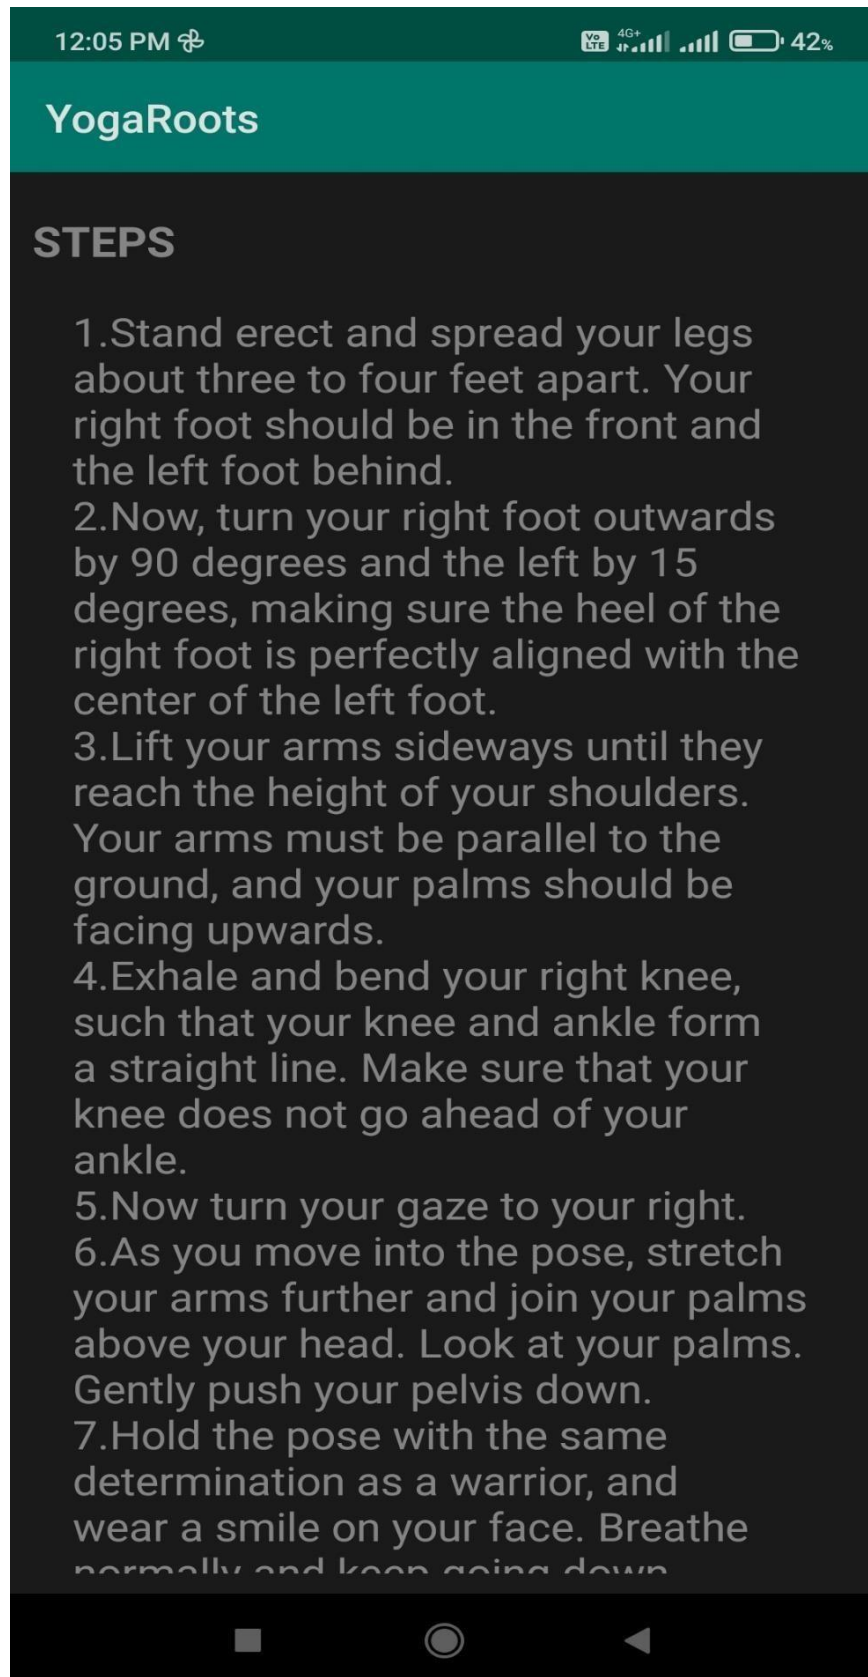 12:05 PM
Vo LTE 4G+ 42%
YogaRoots
STEPS
1.Stand erect and spread your legs
about three to four feet apart. Your
right foot should be in the front and
the left foot behind.
2.Now, turn your right foot outwards
by 90 degrees and the left by 15
degrees, making sure the heel of the
right foot is perfectly aligned with the
center of the left foot.
3.Lift your arms sideways until they
reach the height of your shoulders.
Your arms must be parallel to the
ground, and your palms should be
facing upwards.
4.Exhale and bend your right knee,
such that your knee and ankle form
a straight line. Make sure that your
knee does not go ahead of your
ankle.
5.Now turn your gaze to your right.
6.As you move into the pose, stretch
your arms further and join your palms
above your head. Look at your palms.
Gently push your pelvis down.
7.Hold the pose with the same
determination as a warrior, and
wear a smile on your face. Breathe
normally and keep going down